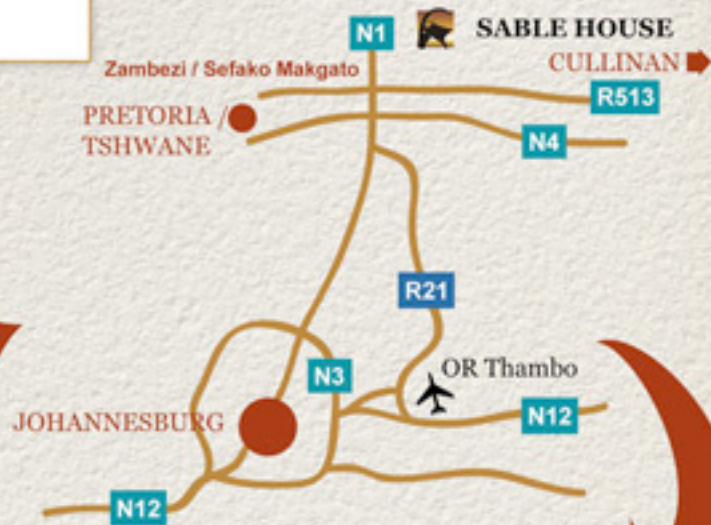 N1
SABLE HOUSE
CULLINAN
Zambezi / Sefako Makgato
R513
PRETORIA /
TSHWANE
N4
R21
OR Thambo
N3
N12
JOHANNESBURG
N12